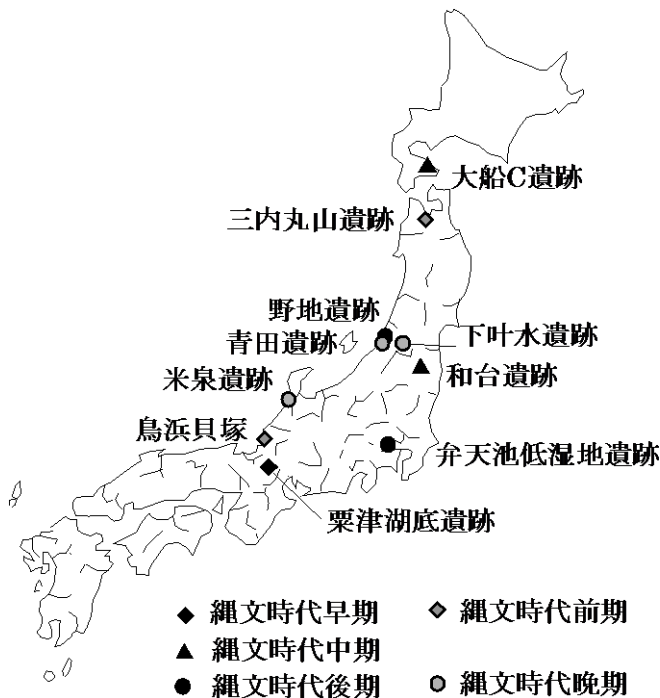 大船C遺跡
三内丸山遺跡
野地遺跡
青田遺跡
下叶水遺跡
米泉遺跡
和台遺跡
鳥浜貝塚
弁天池低湿地遺跡
粟津湖底遺跡
縄文時代早期
縄文時代前期
縄文時代中期
縄文時代後期
縄文時代晩期